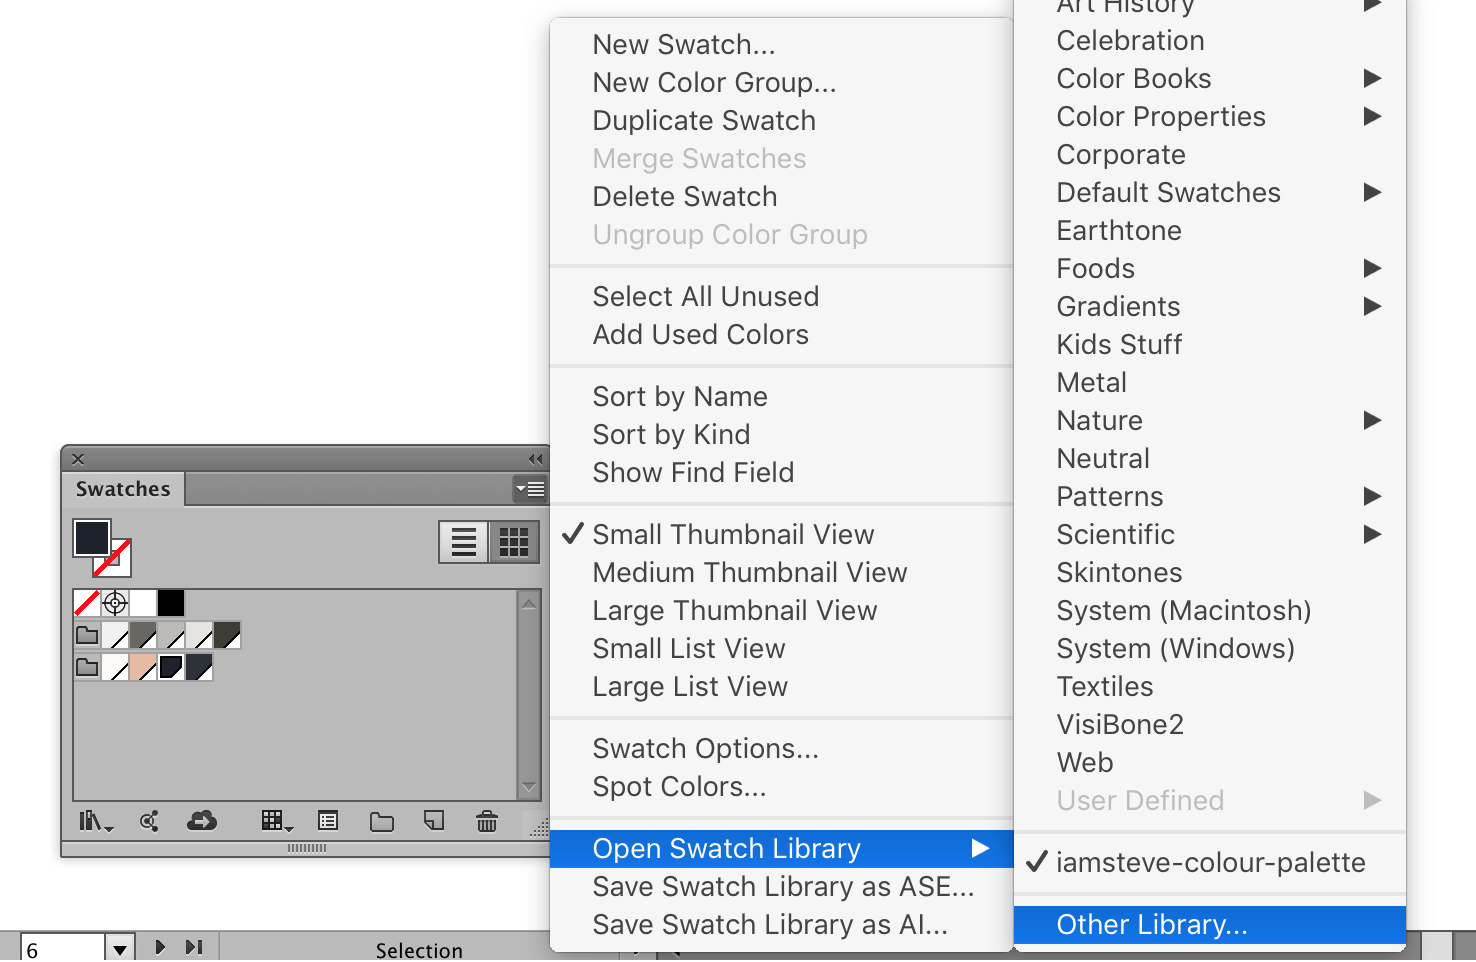 New Swatch...
New Color Group...
Duplicate Swatch
Merge Swatches
Delete Swatch
Ungroup Color Group
Select All Unused
Add Used Colors
Sort by Name
Sort by Kind
Show Find Field
Small Thumbnail View
Medium Thumbnail View
Large Thumbnail View
Small List View
Large List View
Swatch Options...
Spot Colors...
Open Swatch Library
Save Swatch Library as ASE...
Save Swatch Library as AI...
Art History
Celebration
Color Books
Color Properties
Corporate
Default Swatches
Earthtone
Foods
Gradients
Kids Stuff
Metal
Nature
Neutral
Patterns
Scientific
Skintones
System (Macintosh)
System (Windows)
Textiles
VisiBone2
Web
User Defined
iamsteve-colour-palette
Other Library...
Swatches
6
Selection